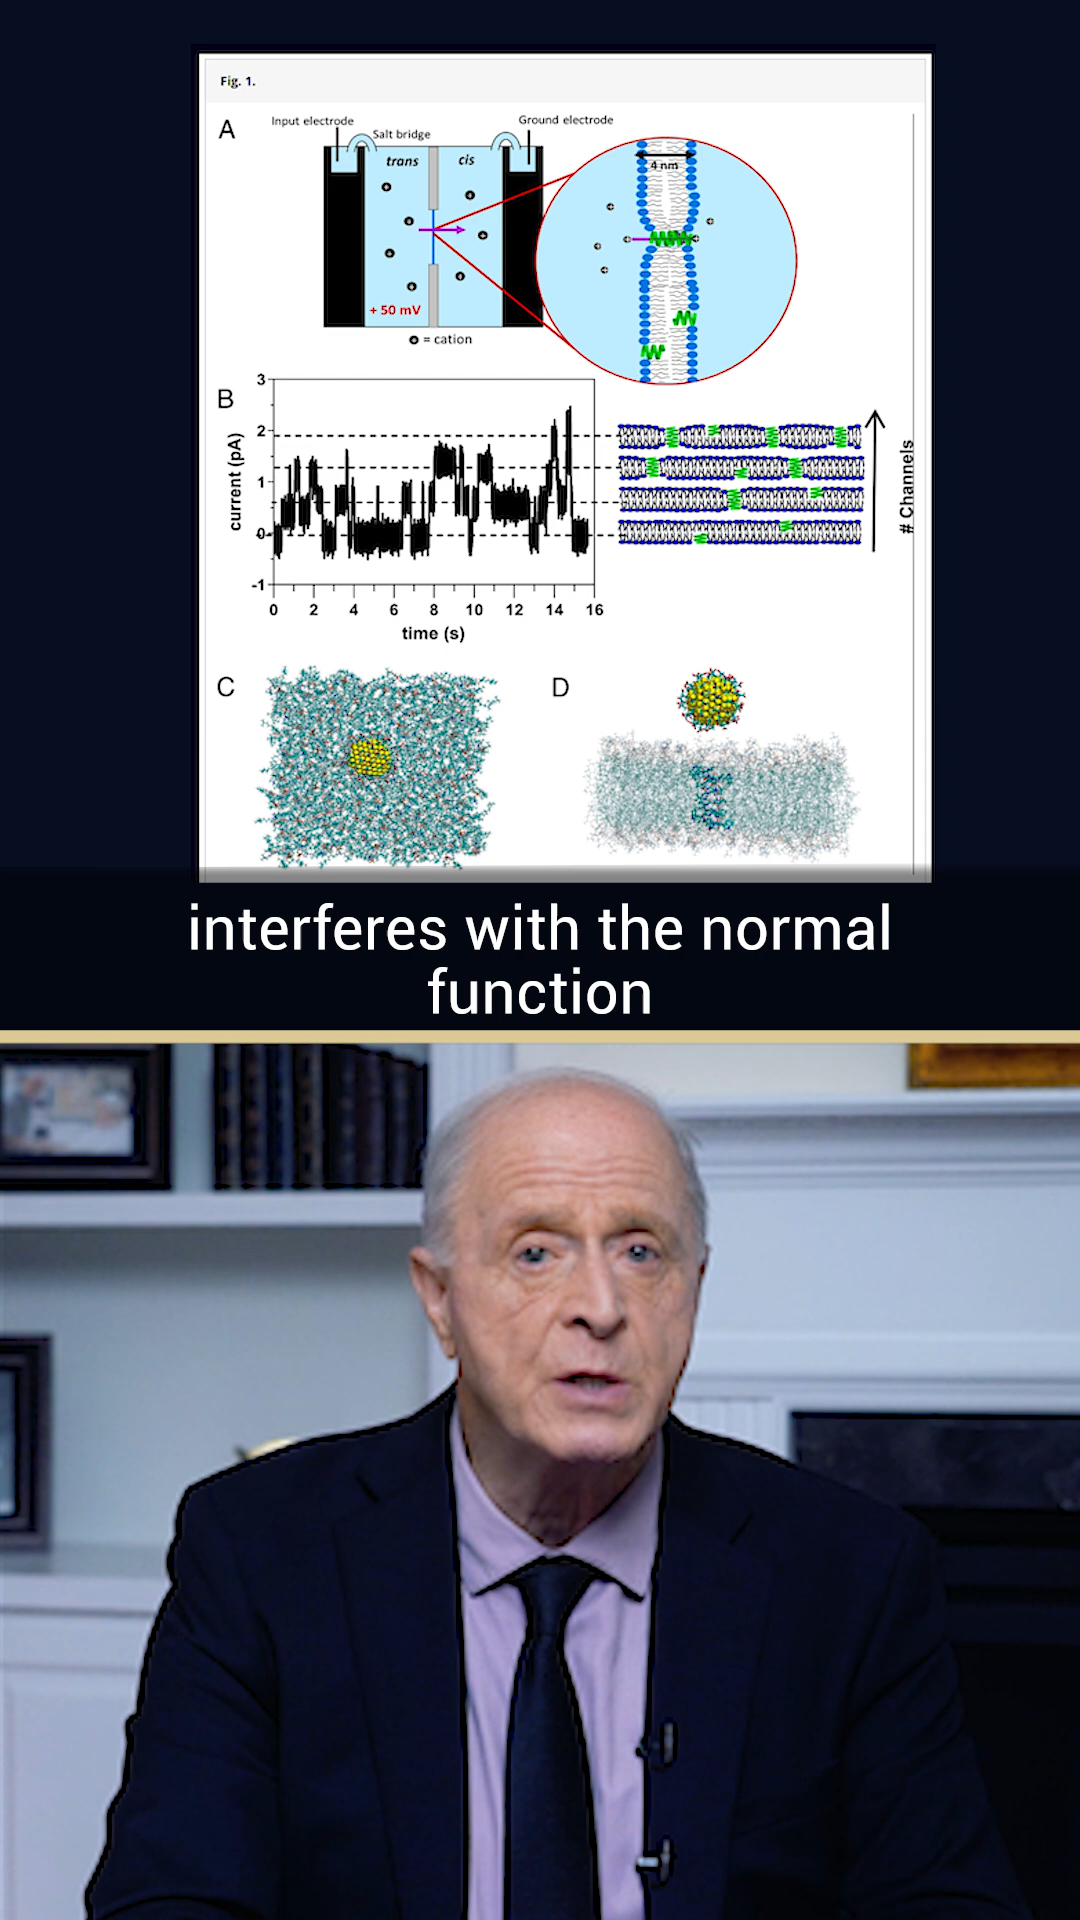 Fig. 1.
A
Input electrode
Salt bridge
Ground electrode
trans
cis
4 nm
+ 50 mV
= cation
B
3
2
1
0
-1
current (pA)
0 2 4 6 8 10 12 14 16
time (s)
# Channels
C
D
interferes with the normal
function